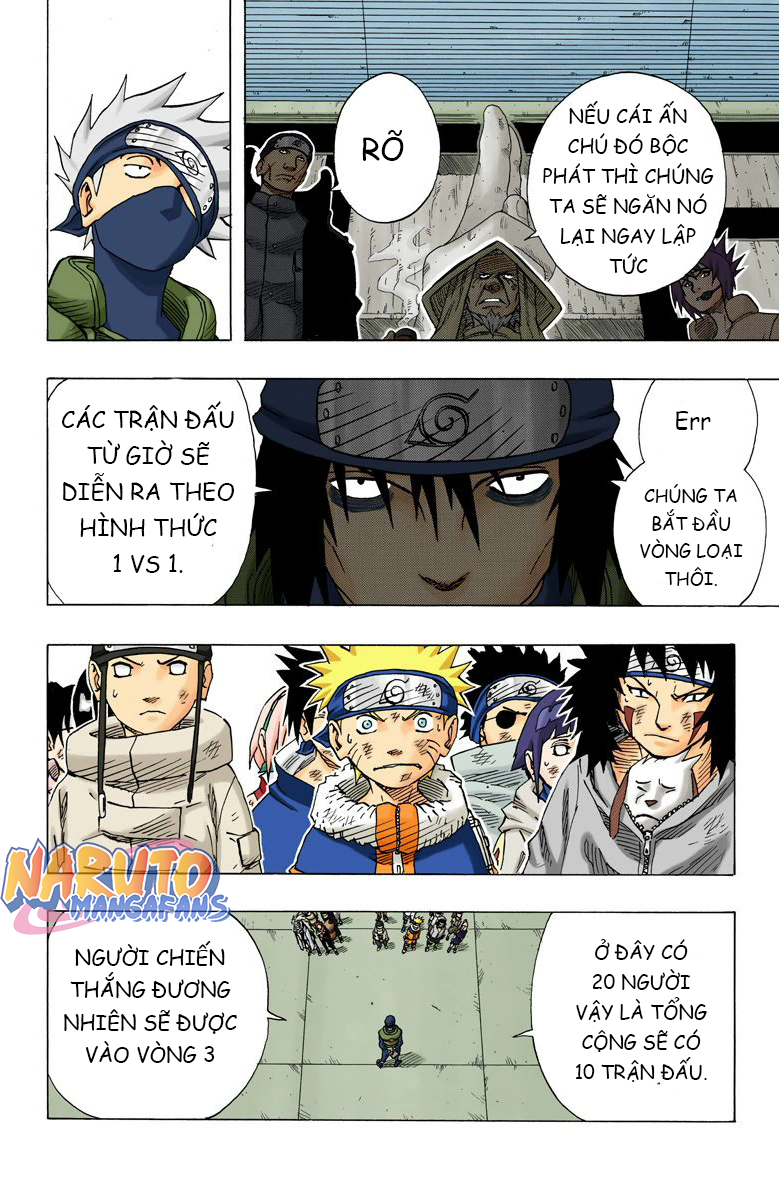 NẾU CÁI ẤN
CHÚ ĐÓ BỘC
PHÁT THÌ CHÚNG
TA SẼ NGĂN NÓ
LẠI NGAY LẬP
TỨC
RÕ
Err
CHÚNG TA
BẮT ĐẦU
VÒNG LOẠI
THÔI.
CÁC TRẬN ĐẤU
TỪ GIỜ SẼ
DIỄN RA THEO
HÌNH THỨC
1 VS 1.
NARUTO
MANGAFANS
Ở ĐÂY CÓ
20 NGƯỜI
VẬY LÀ TỔNG
CỘNG SẼ CÓ
10 TRẬN ĐẤU.
NGƯỜI CHIẾN
THẮNG ĐƯƠNG
NHIÊN SẼ ĐƯỢC
VÀO VÒNG 3